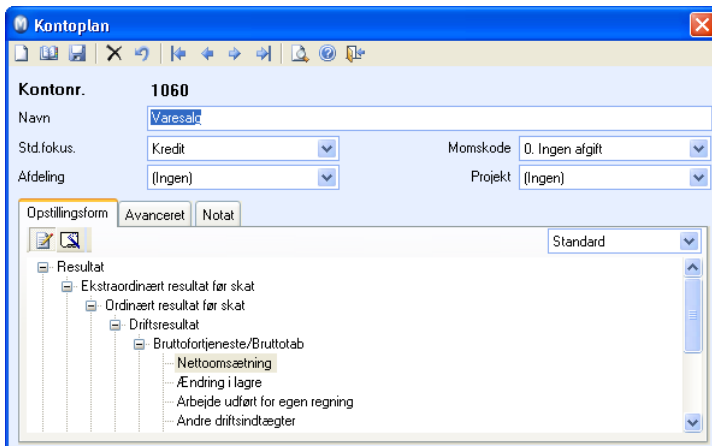 Kontoplan
Kontonr. 1060
Navn Varesalg
Std.fokus. Kredit Momskode 0. Ingen afgift
Afdeling (Ingen) Projekt (Ingen)
Opstillingsform Avanceret Notat
Standard
Resultat
Ekstraordinært resultat før skat
Ordinært resultat før skat
Driftsresultat
Bruttofortjeneste/Bruttotab
Nettoomsætning
Ændring i lagre
Arbejde udført for egen regning
Andre driftsindtægter